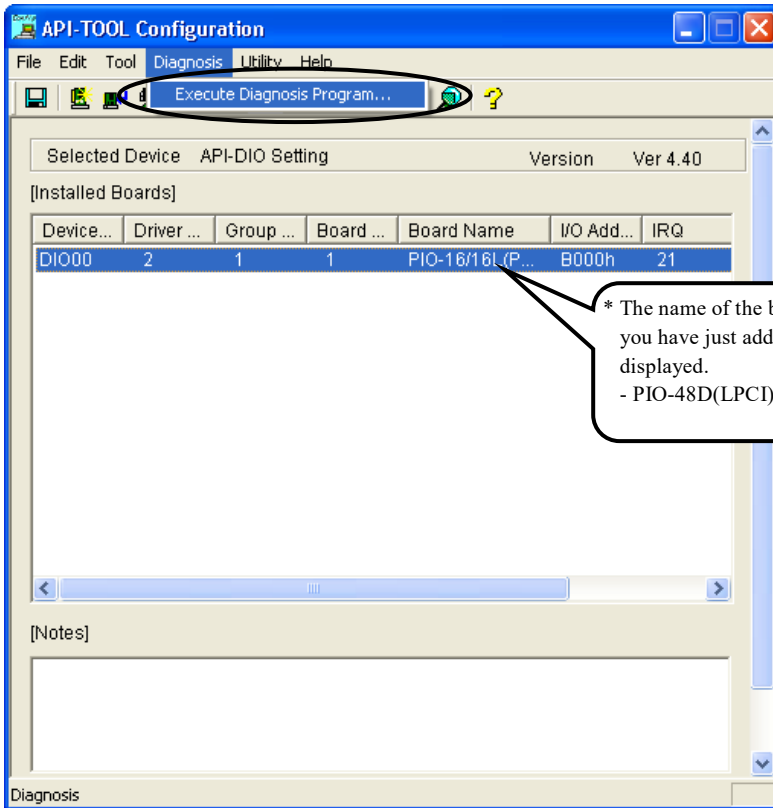 API-TOOL Configuration
File Edit Tool Diagnosis Utility Help
Execute Diagnosis Program...
Selected Device API-DIO Setting Version Ver 4.40
[Installed Boards]
Device... Driver ... Group ... Board ... Board Name I/O Add... IRQ
DIO00 2 1 1 PIO-16/16L(P... B000h 21
* The name of the
you have just add
displayed.
- PIO-48D(LPCI)
[Notes]
Diagnosis